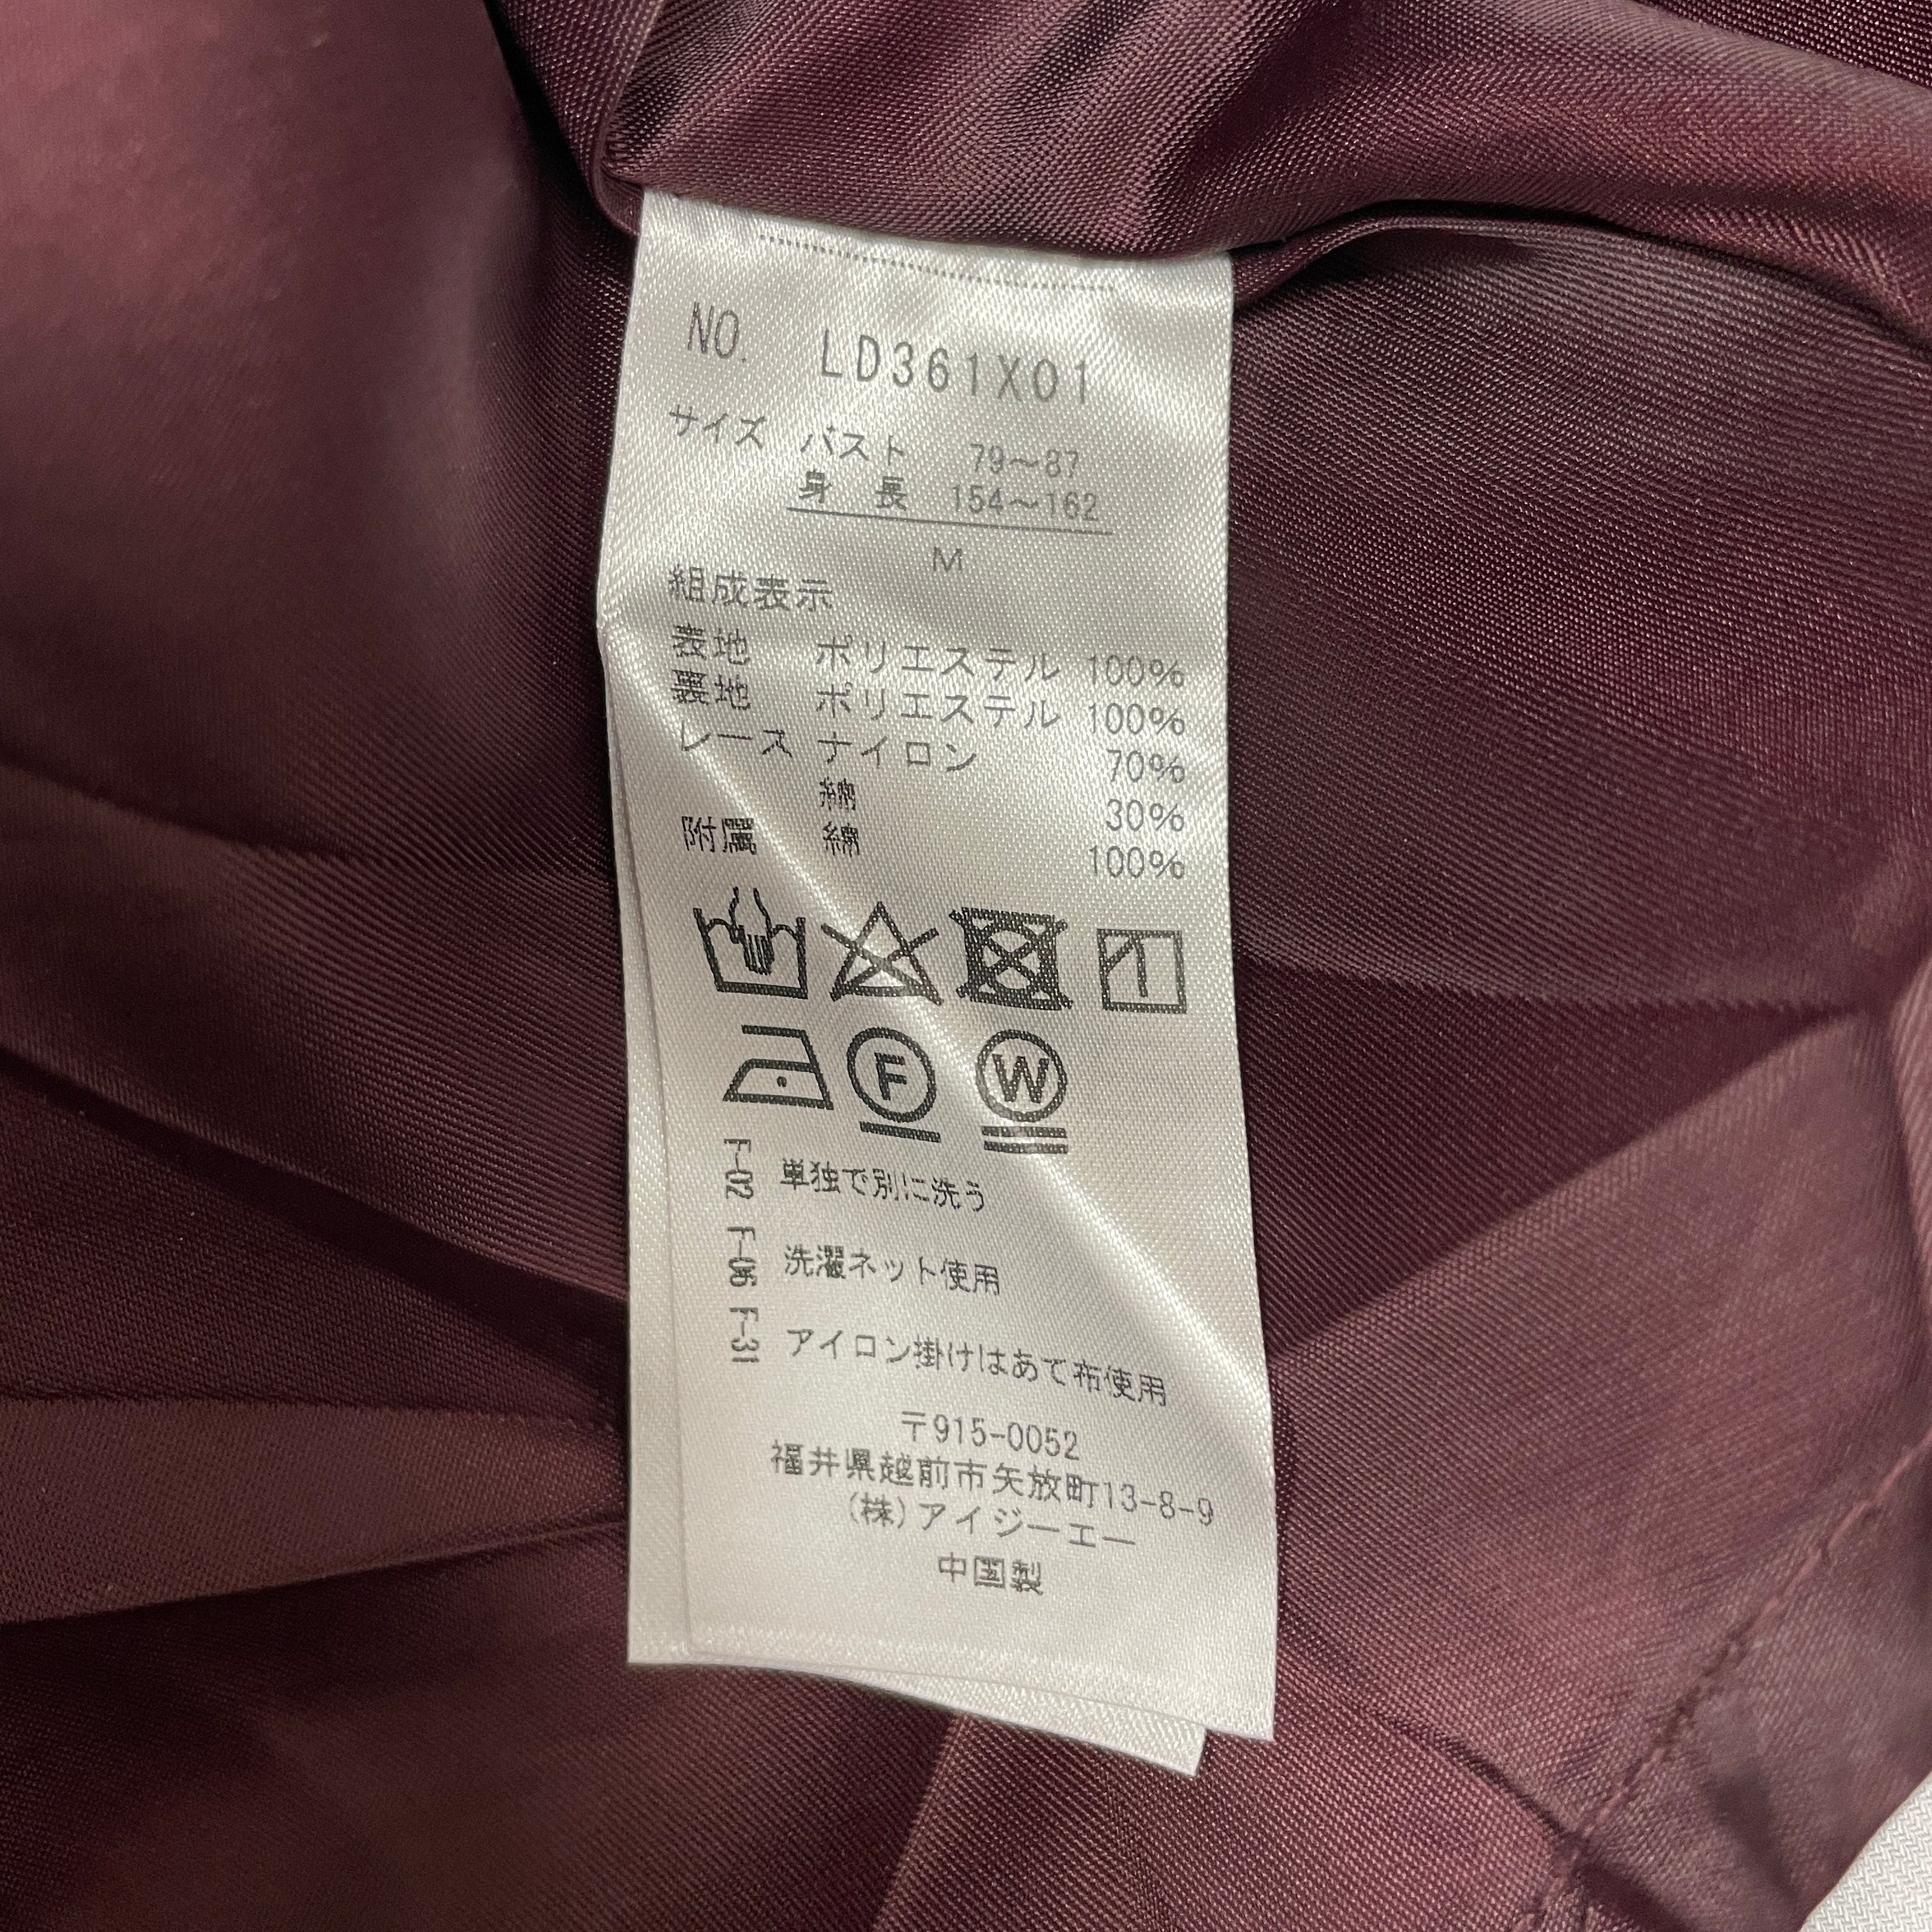 NO. LD361X01
サイズ バスト 79～87
身長 154～162
M
組成表示
表地 ポリエステル 100%
裏地 ポリエステル 100%
レース ナイロン 70%
綿 30%
附属 綿 100%
F
W
F-02 単独で別に洗う
F-06 洗濯ネット使用
F-31 アイロン掛けはあて布使用
〒915-0052
福井県越前市矢放町13-8-9
(株)アイジーエー
中国製